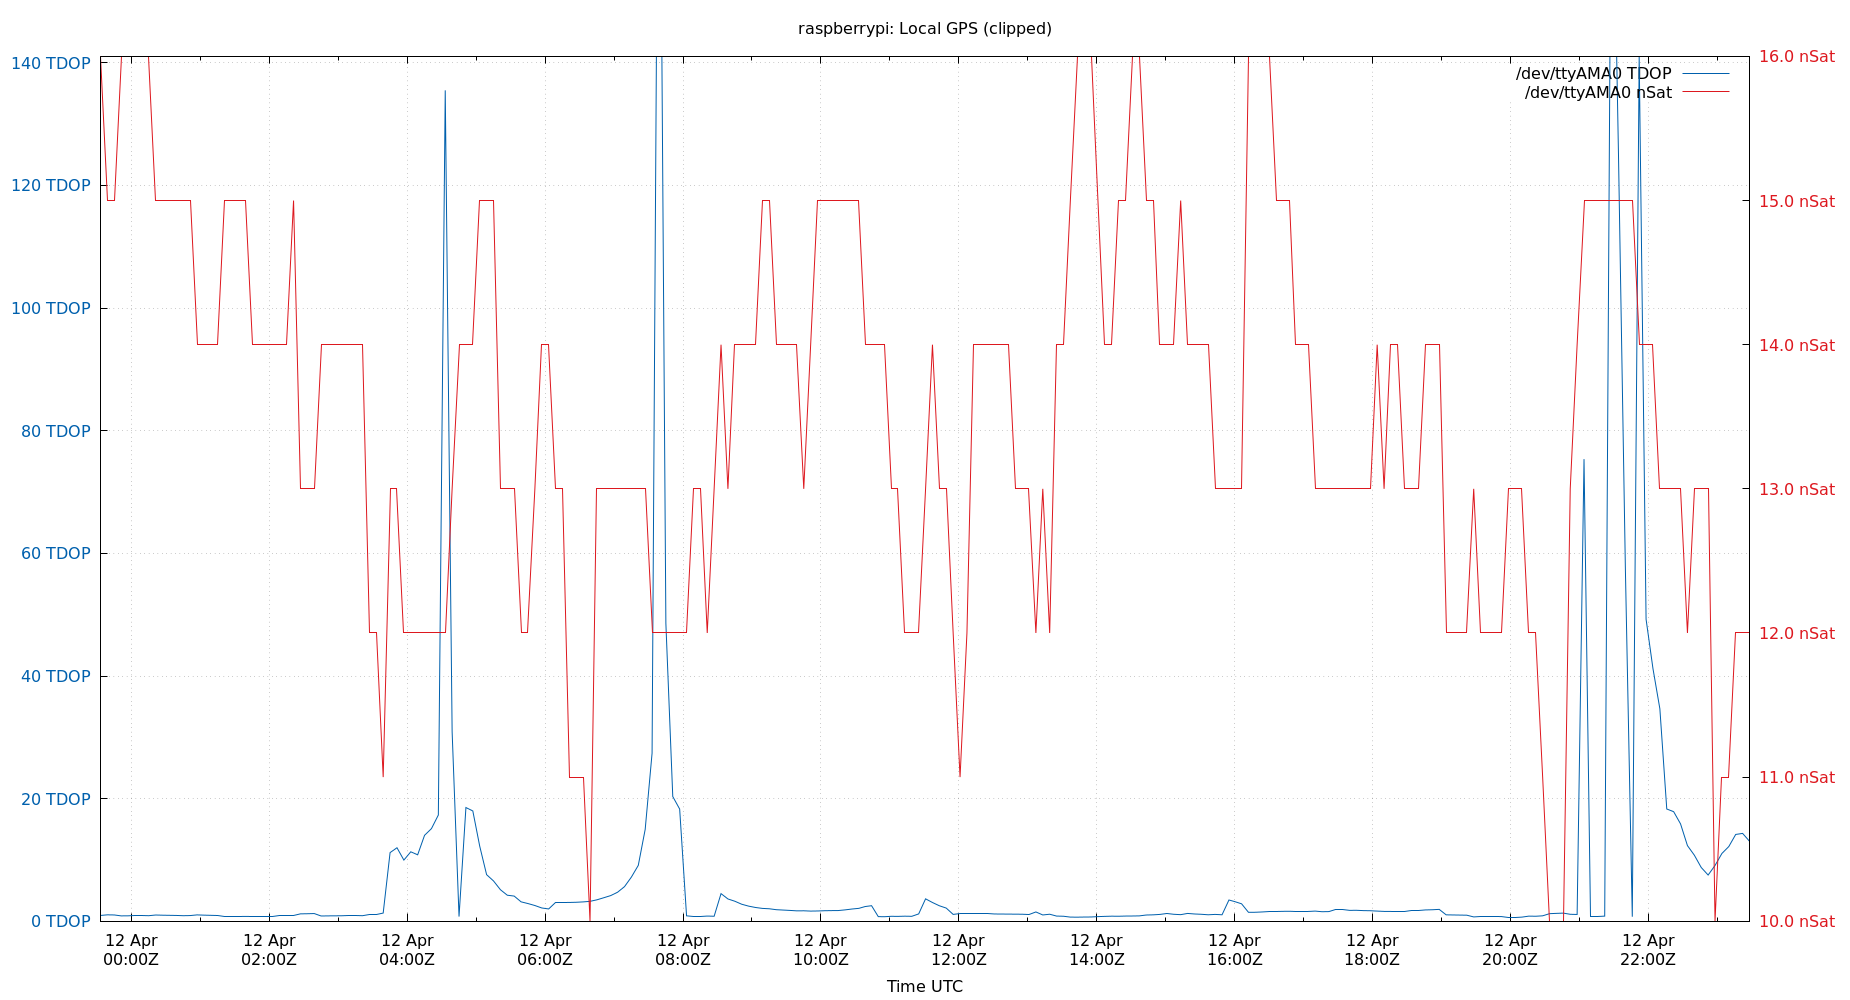 raspberrypi: Local GPS (clipped)
140 TDOP
120 TDOP
100 TDOP
80 TDOP
60 TDOP
40 TDOP
20 TDOP
0 TDOP
16.0 nSat
15.0 nSat
14.0 nSat
13.0 nSat
12.0 nSat
11.0 nSat
10.0 nSat
/dev/ttyAMA0 TDOP
/dev/ttyAMA0 nSat
12 Apr 12 Apr 12 Apr 12 Apr 12 Apr 12 Apr 12 Apr 12 Apr 12 Apr 12 Apr 12 Apr 12 Apr
00:00Z 02:00Z 04:00Z 06:00Z 08:00Z 10:00Z 12:00Z 14:00Z 16:00Z 18:00Z 20:00Z 22:00Z
Time UTC